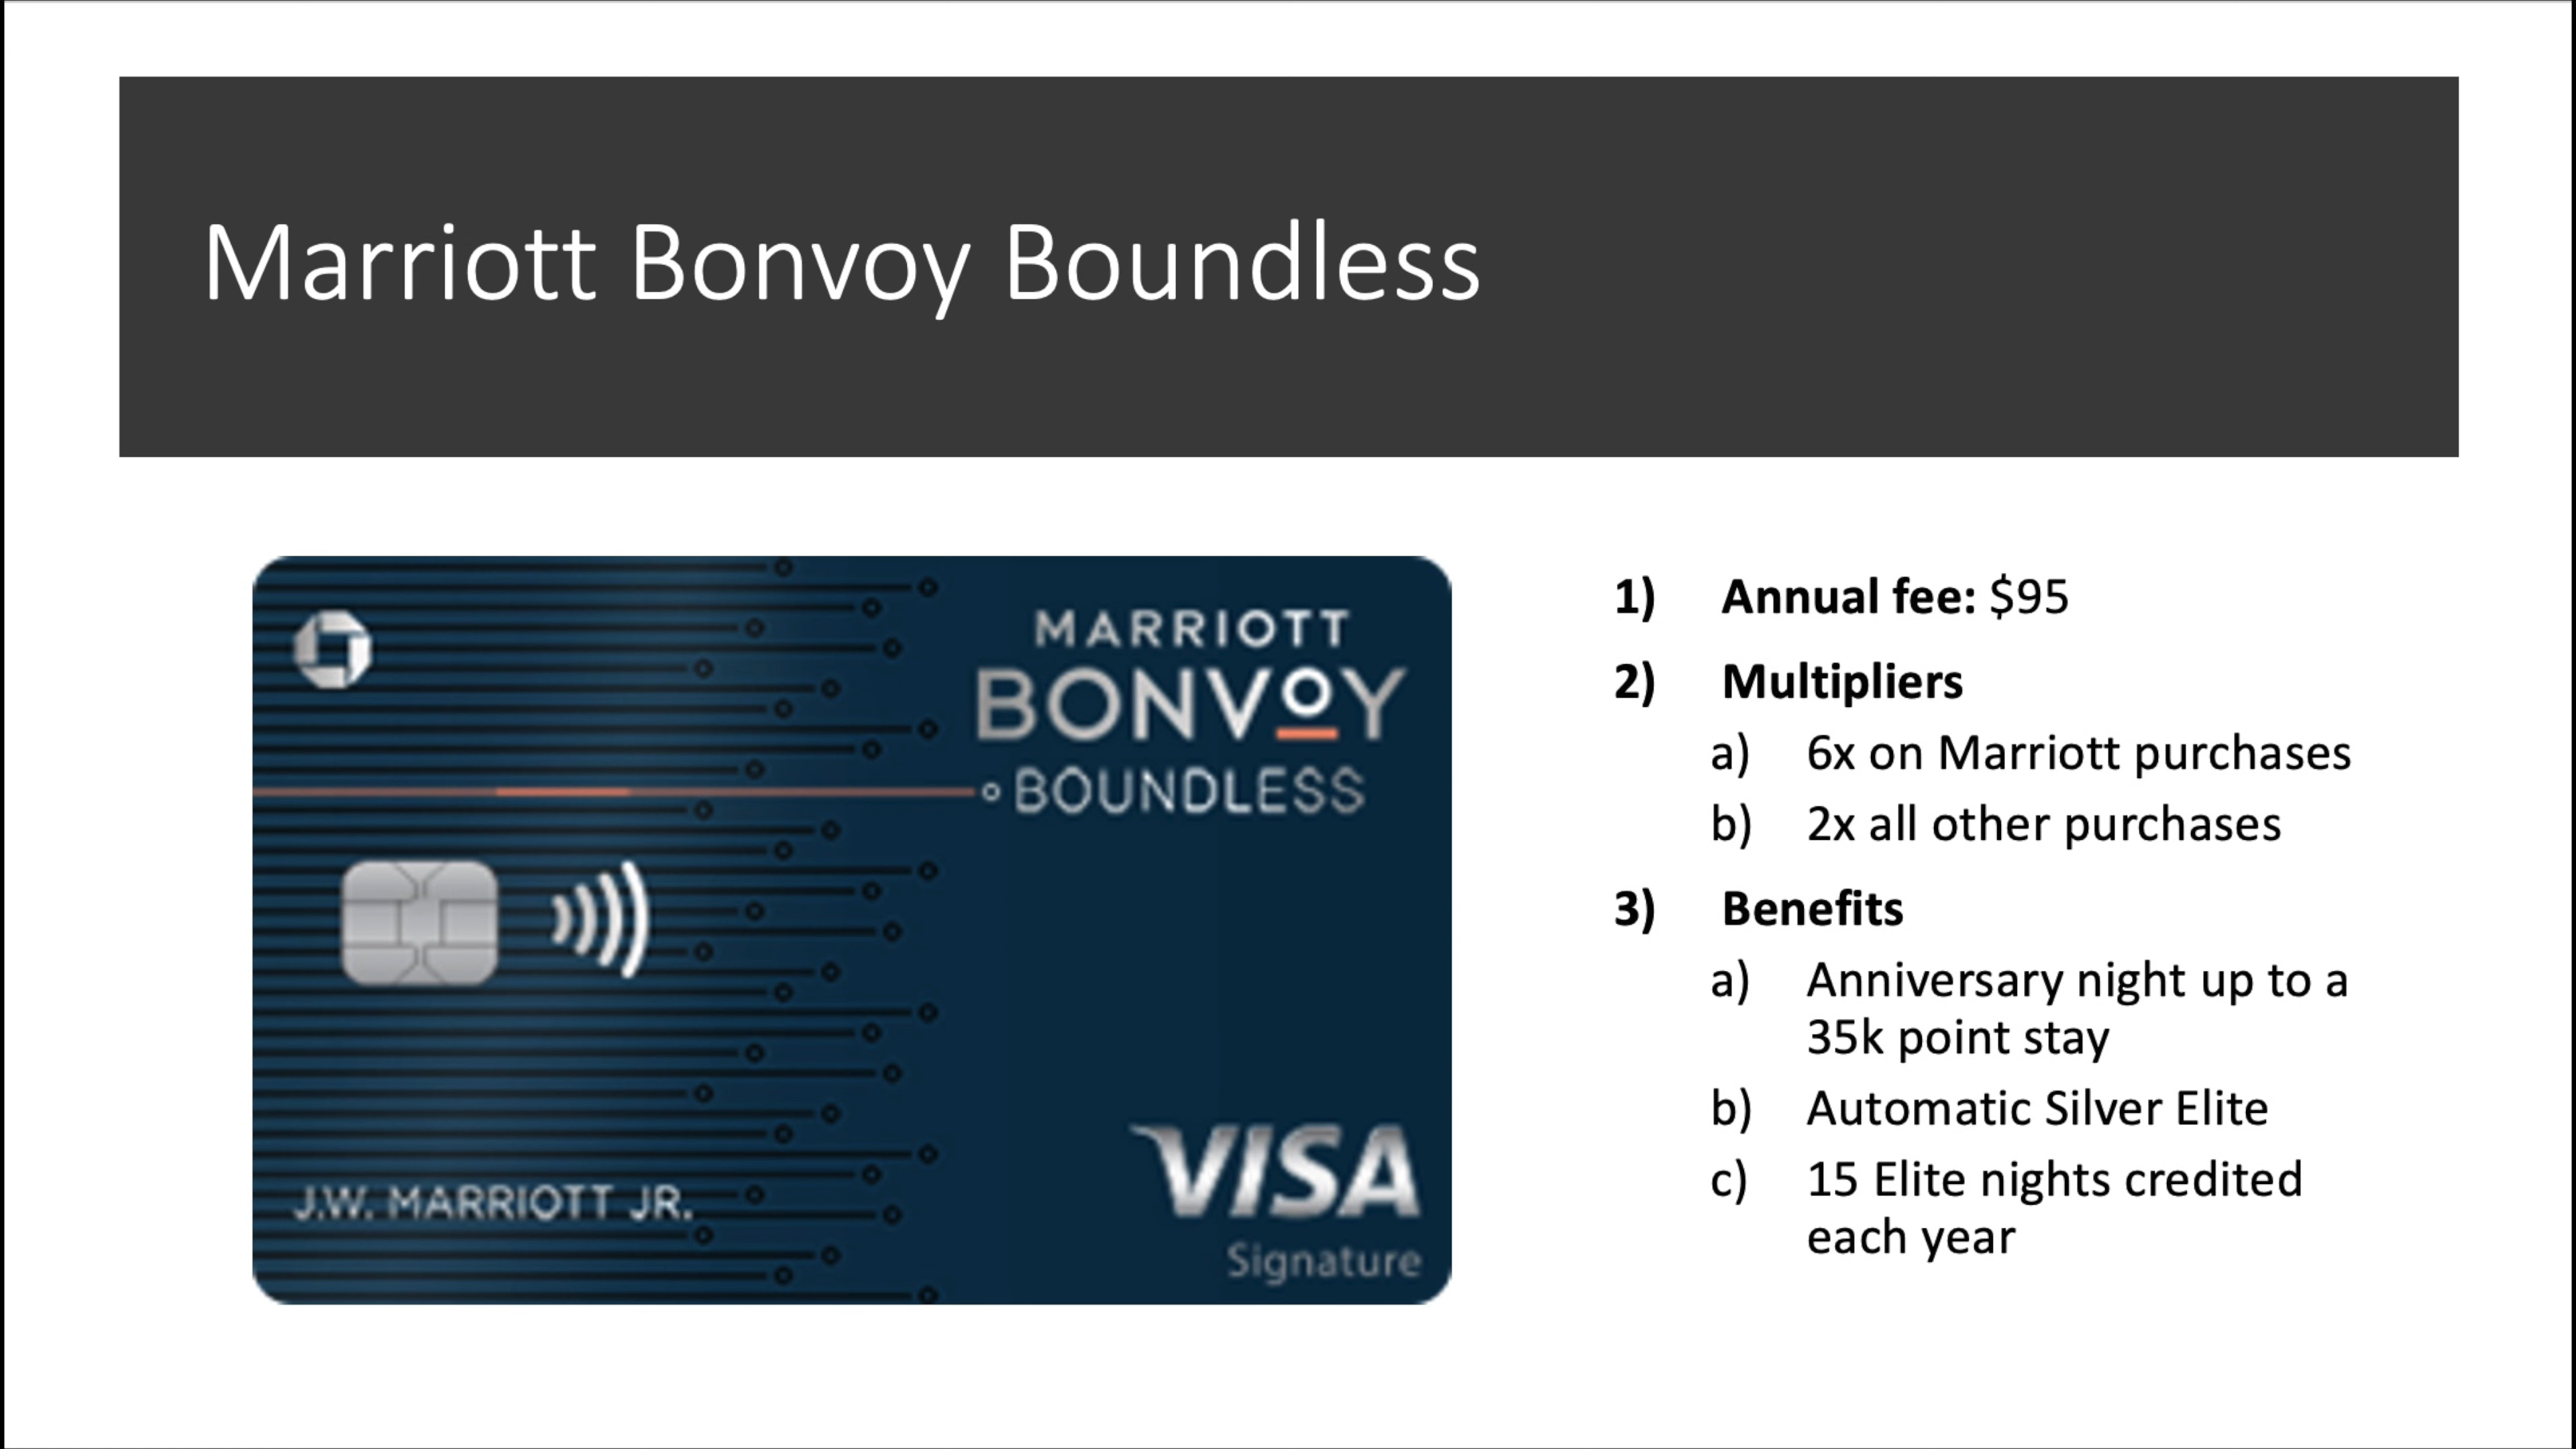 Marriott Bonvoy Boundless
MARRIOTT
BONVOY
BOUNDLESS
J.W. MARRIOTT JR.
VISA
Signature
1) Annual fee: $95
2) Multipliers
a) 6x on Marriott purchases
b) 2x all other purchases
3) Benefits
a) Anniversary night up to a
35k point stay
b) Automatic Silver Elite
c) 15 Elite nights credited
each year